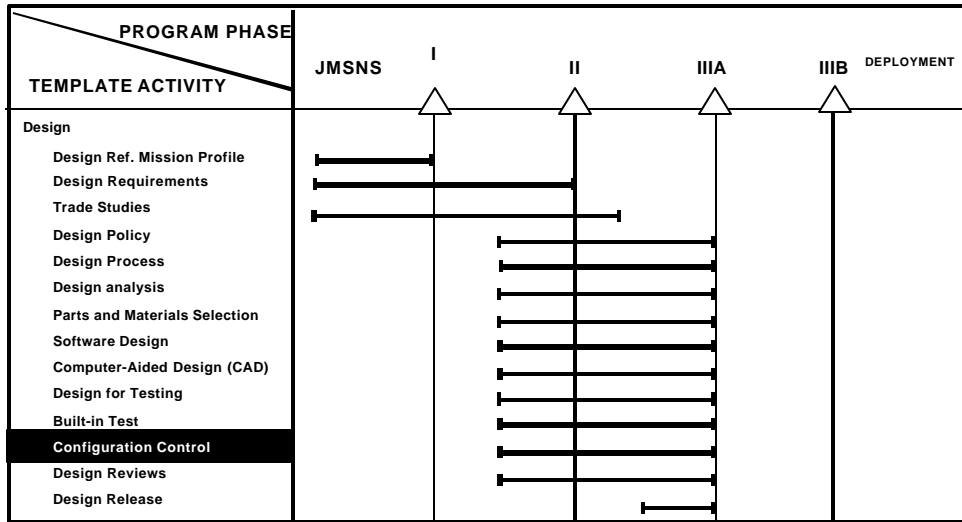 PROGRAM PHASE
TEMPLATE ACTIVITY
JMSNS
I
II
IIIA
IIIB
DEPLOYMENT
Design
Design Ref. Mission Profile
Design Requirements
Trade Studies
Design Policy
Design Process
Design analysis
Parts and Materials Selection
Software Design
Computer-Aided Design (CAD)
Design for Testing
Built-in Test
Configuration Control
Design Reviews
Design Release